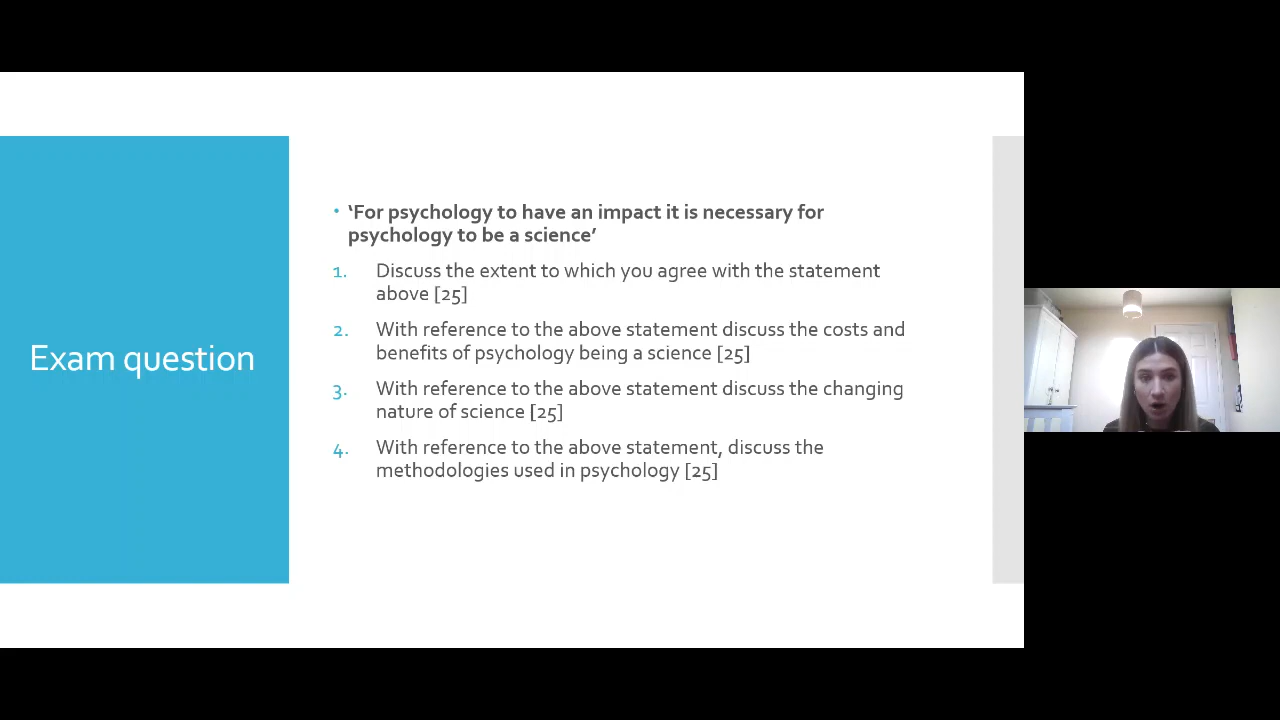 Exam question
• ‘For psychology to have an impact it is necessary for
psychology to be a science’
1. Discuss the extent to which you agree with the statement
above [25]
2. With reference to the above statement discuss the costs and
benefits of psychology being a science [25]
3. With reference to the above statement discuss the changing
nature of science [25]
4. With reference to the above statement, discuss the
methodologies used in psychology [25]